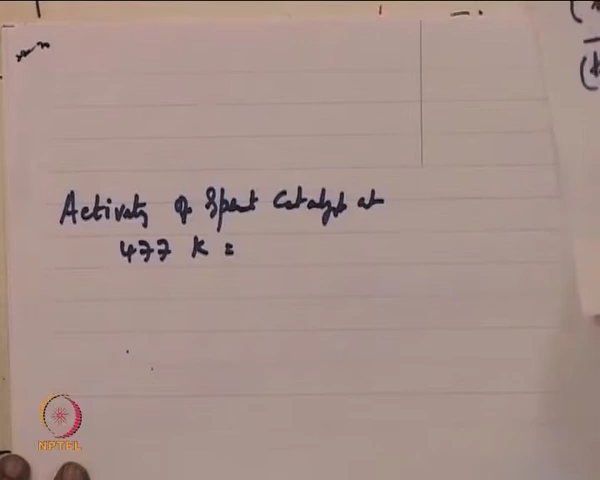 Activity of Spent Catalyst at
477 K =
NPTEL